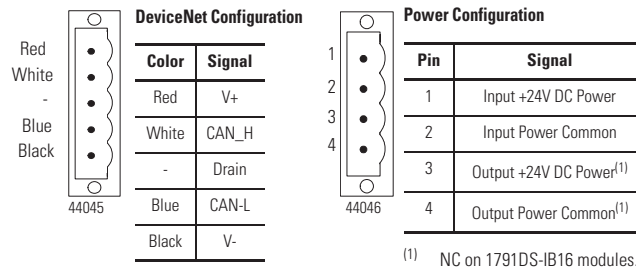 DeviceNet Configuration
Red
White
-
Blue
Black
44045
Color Signal
Red V+
White CAN_H
- Drain
Blue CAN-L
Black V-
Power Configuration
1
2
3
4
44046
Pin Signal
1 Input +24V DC Power
2 Input Power Common
3 Output +24V DC Power(1)
4 Output Power Common(1)
(1) NC on 1791DS-IB16 modules.